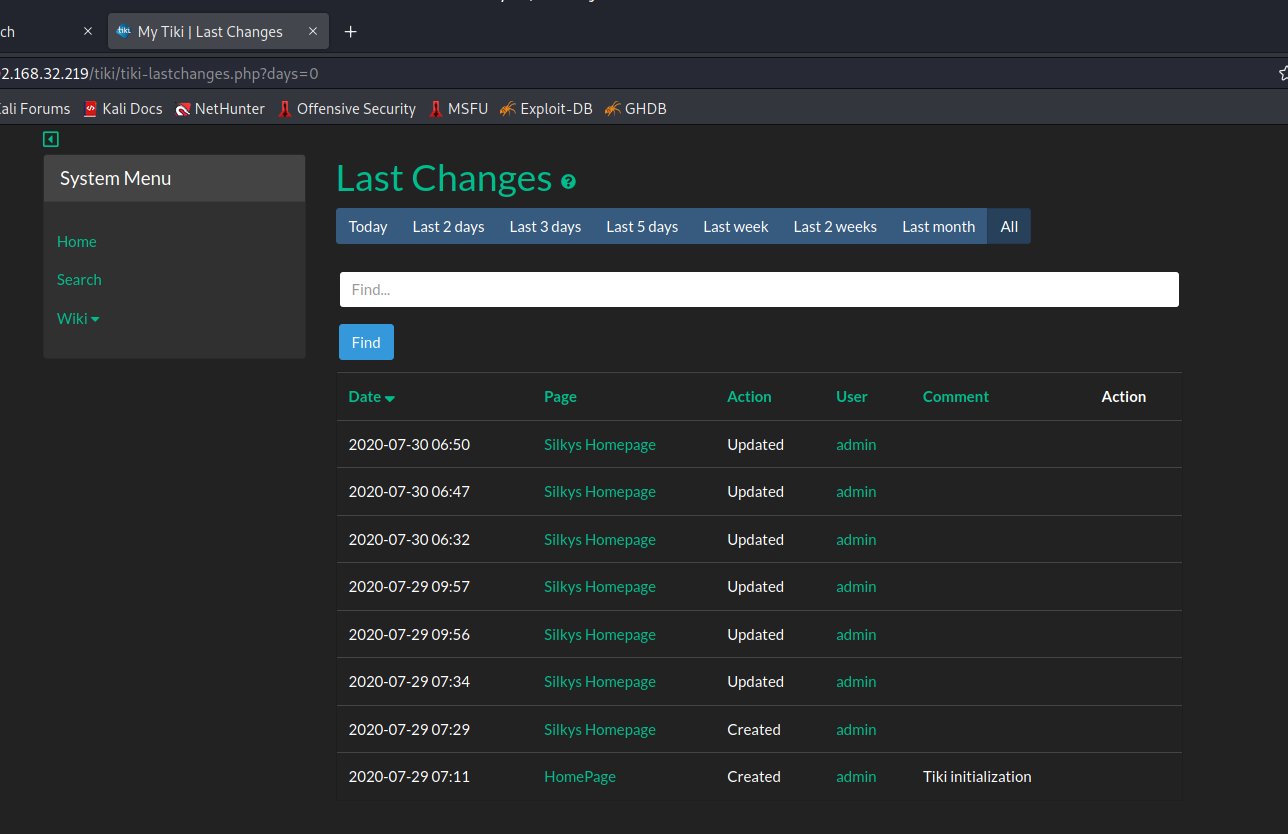 ch × tiki My Tiki | Last Changes × +
2.168.32.219/tiki/tiki-lastchanges.php?days=0
ali Forums Kali Docs NetHunter Offensive Security MSFU Exploit-DB GHDB
System Menu
Home
Search
Wiki
Last Changes ?
Today Last 2 days Last 3 days Last 5 days Last week Last 2 weeks Last month All
Find...
Find
Date Page Action User Comment Action
2020-07-30 06:50 Silkys Homepage Updated admin
2020-07-30 06:47 Silkys Homepage Updated admin
2020-07-30 06:32 Silkys Homepage Updated admin
2020-07-29 09:57 Silkys Homepage Updated admin
2020-07-29 09:56 Silkys Homepage Updated admin
2020-07-29 07:34 Silkys Homepage Updated admin
2020-07-29 07:29 Silkys Homepage Created admin
2020-07-29 07:11 HomePage Created admin Tiki initialization